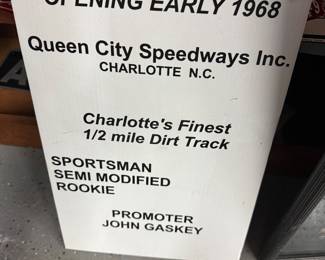 OPENING EARLY 1968
Queen City Speedways Inc.
CHARLOTTE N.C.
Charlotte's Finest
1/2 mile Dirt Track
SPORTSMAN
SEMI MODIFIED
ROOKIE
PROMOTER
JOHN GASKEY